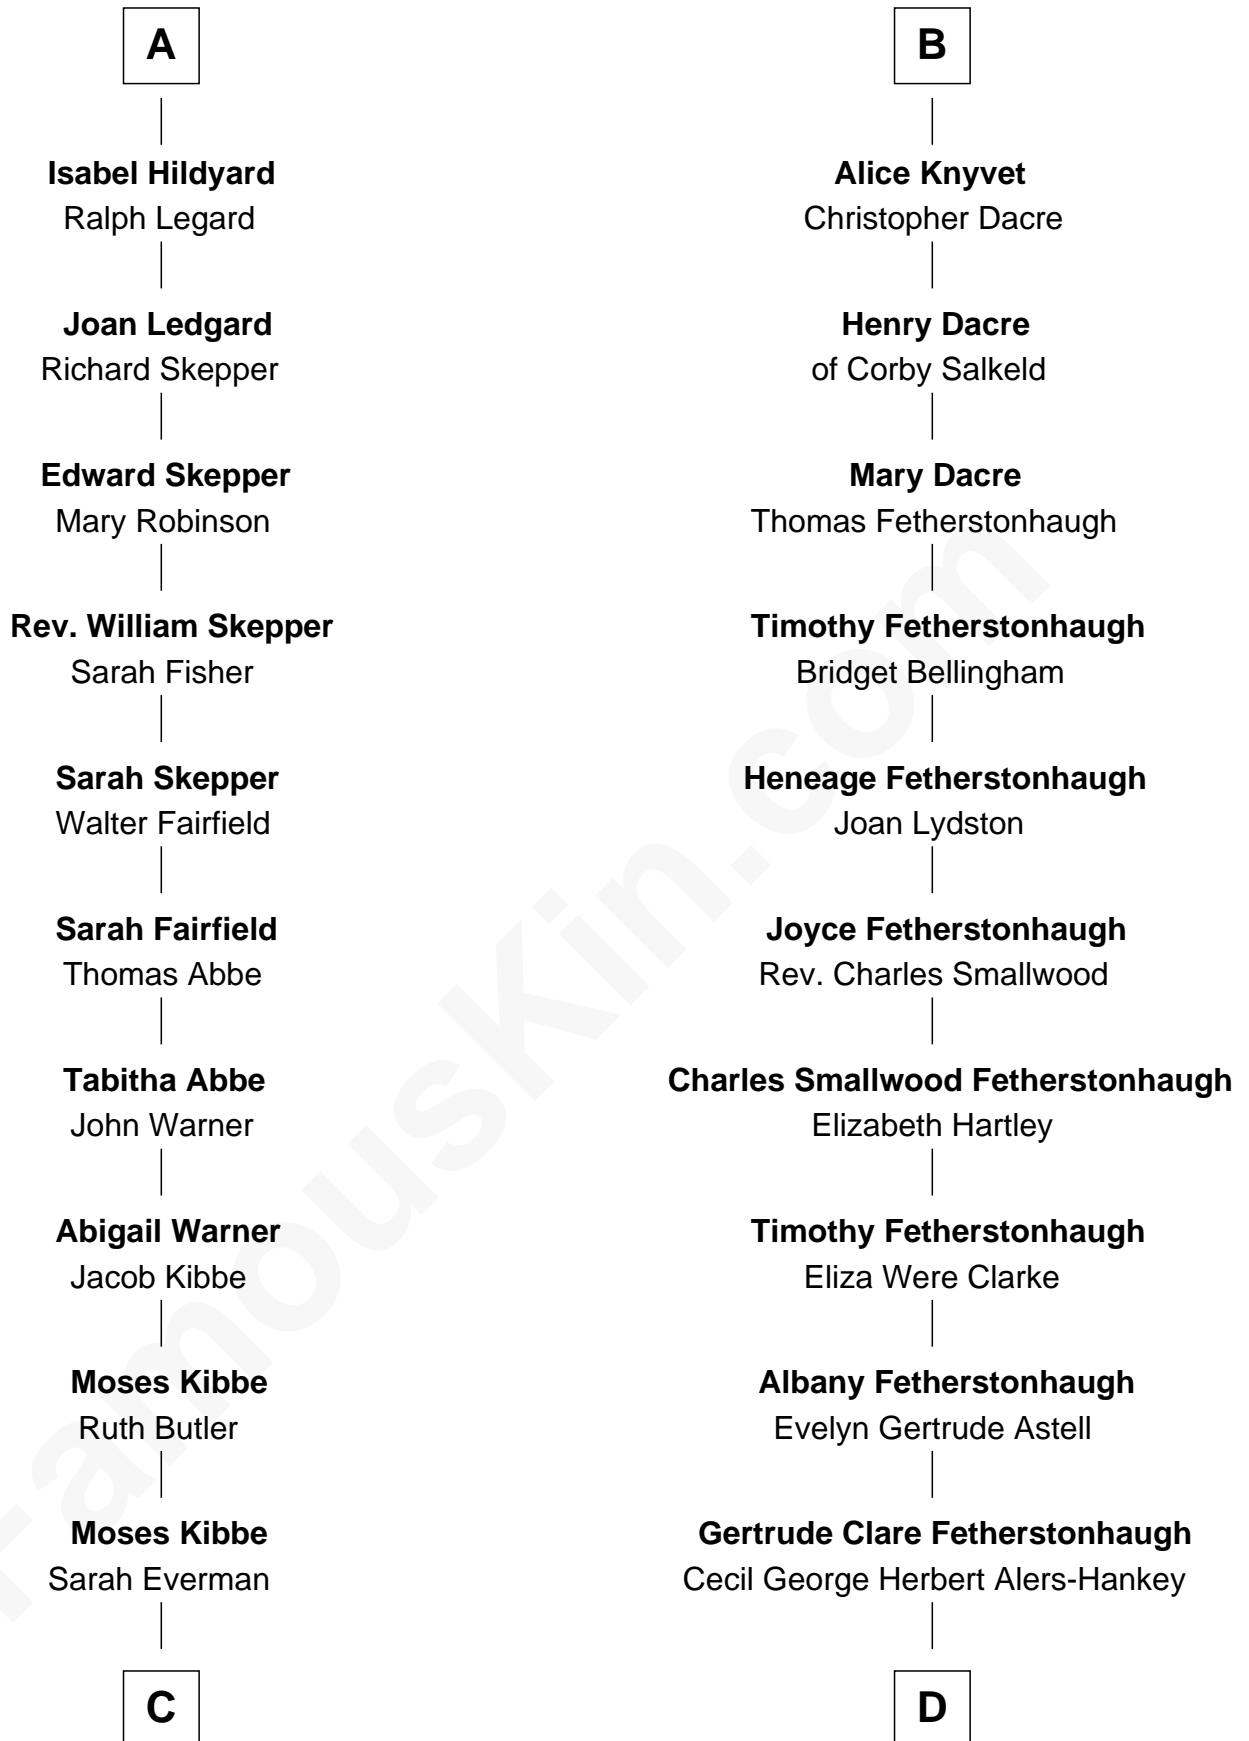 A
Isabel Hildyard
Ralph Legard
Joan Ledgard
Richard Skepper
Edward Skepper
Mary Robinson
Rev. William Skepper
Sarah Fisher
Sarah Skepper
Walter Fairfield
Sarah Fairfield
Thomas Abbe
Tabitha Abbe
John Warner
Abigail Warner
Jacob Kibbe
Moses Kibbe
Ruth Butler
Moses Kibbe
Sarah Everman
C
B
Alice Knyvet
Christopher Dacre
Henry Dacre
of Corby Salkeld
Mary Dacre
Thomas Fetherstonhaugh
Timothy Fetherstonhaugh
Bridget Bellingham
Heneage Fetherstonhaugh
Joan Lydston
Joyce Fetherstonhaugh
Rev. Charles Smallwood
Charles Smallwood Fetherstonhaugh
Elizabeth Hartley
Timothy Fetherstonhaugh
Eliza Were Clarke
Albany Fetherstonhaugh
Evelyn Gertrude Astell
Gertrude Clare Fetherstonhaugh
Cecil George Herbert Alers-Hankey
D
FamousKin.com